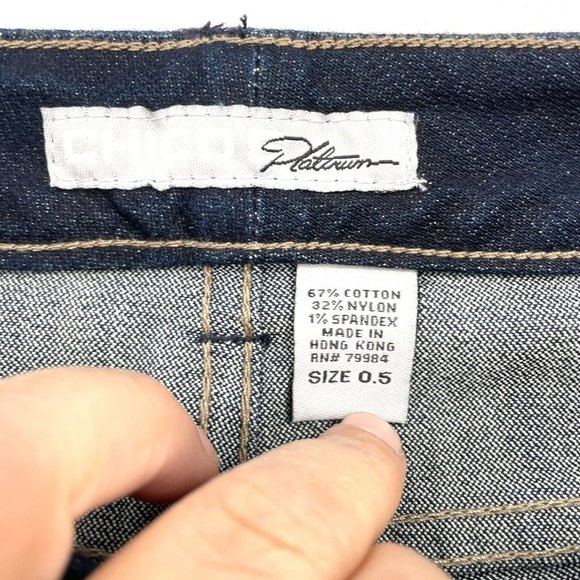 CHICO'S Platinum
67% COTTON
32% NYLON
1% SPANDEX
MADE IN
HONG KONG
RN# 79984
SIZE 0.5